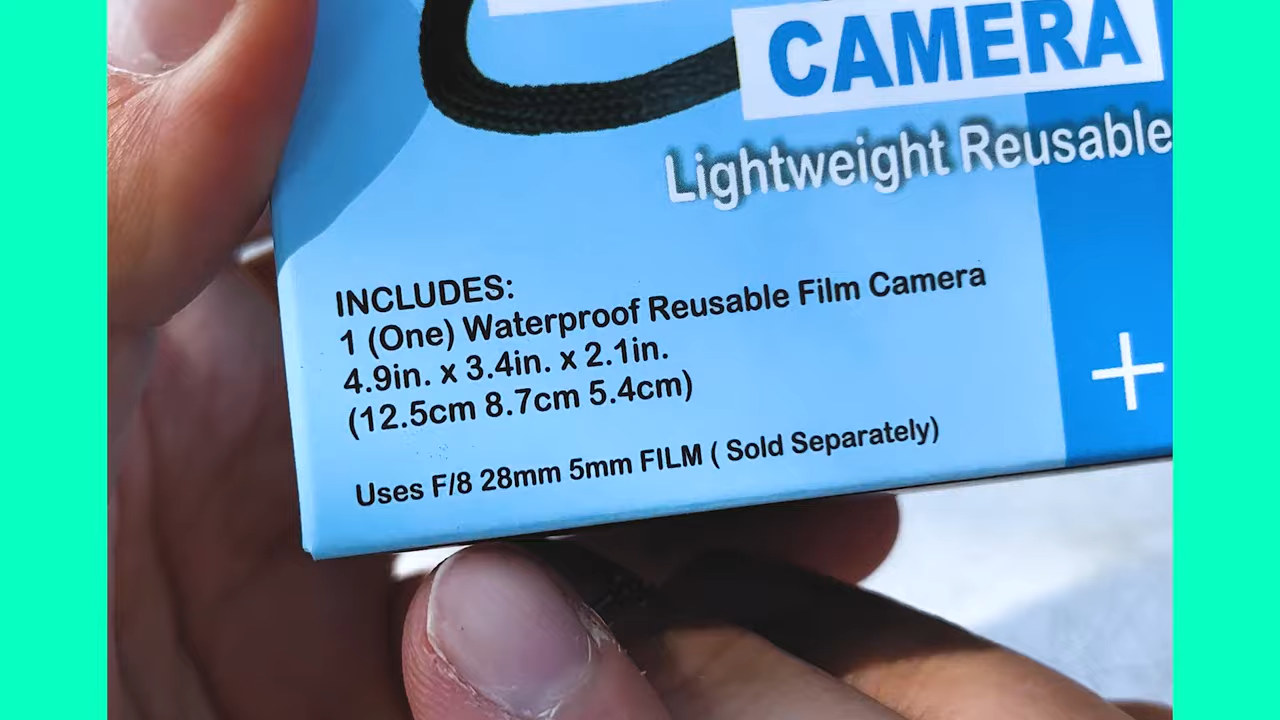 CAMERA
Lightweight Reusable
INCLUDES:
1 (One) Waterproof Reusable Film Camera
4.9in. x 3.4in. x 2.1in.
(12.5cm 8.7cm 5.4cm)
Uses F/8 28mm 5mm FILM ( Sold Separately)
+